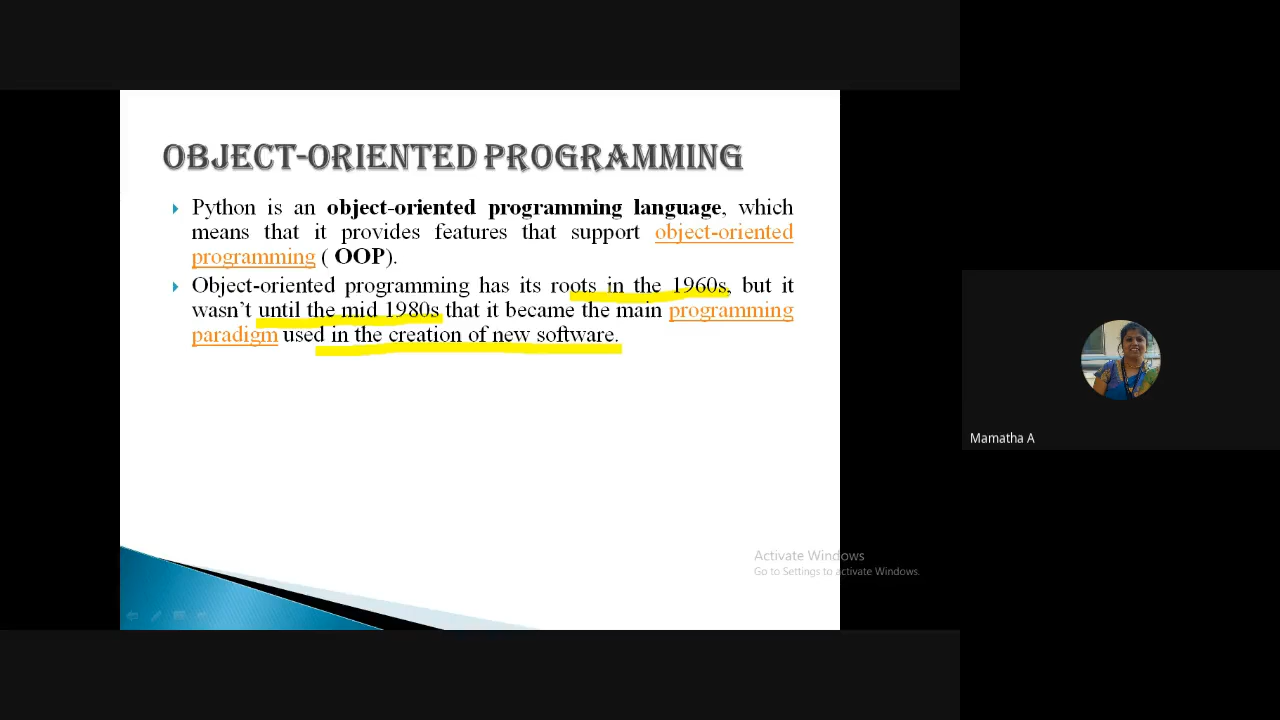 OBJECT-ORIENTED PROGRAMMING
Python is an object-oriented programming language, which
means that it provides features that support object-oriented
programming ( OOP).
Object-oriented programming has its roots in the 1960s, but it
wasn’t until the mid 1980s that it became the main programming
paradigm used in the creation of new software.
Mamatha A
Activate Windows
Go to Settings to activate Windows.